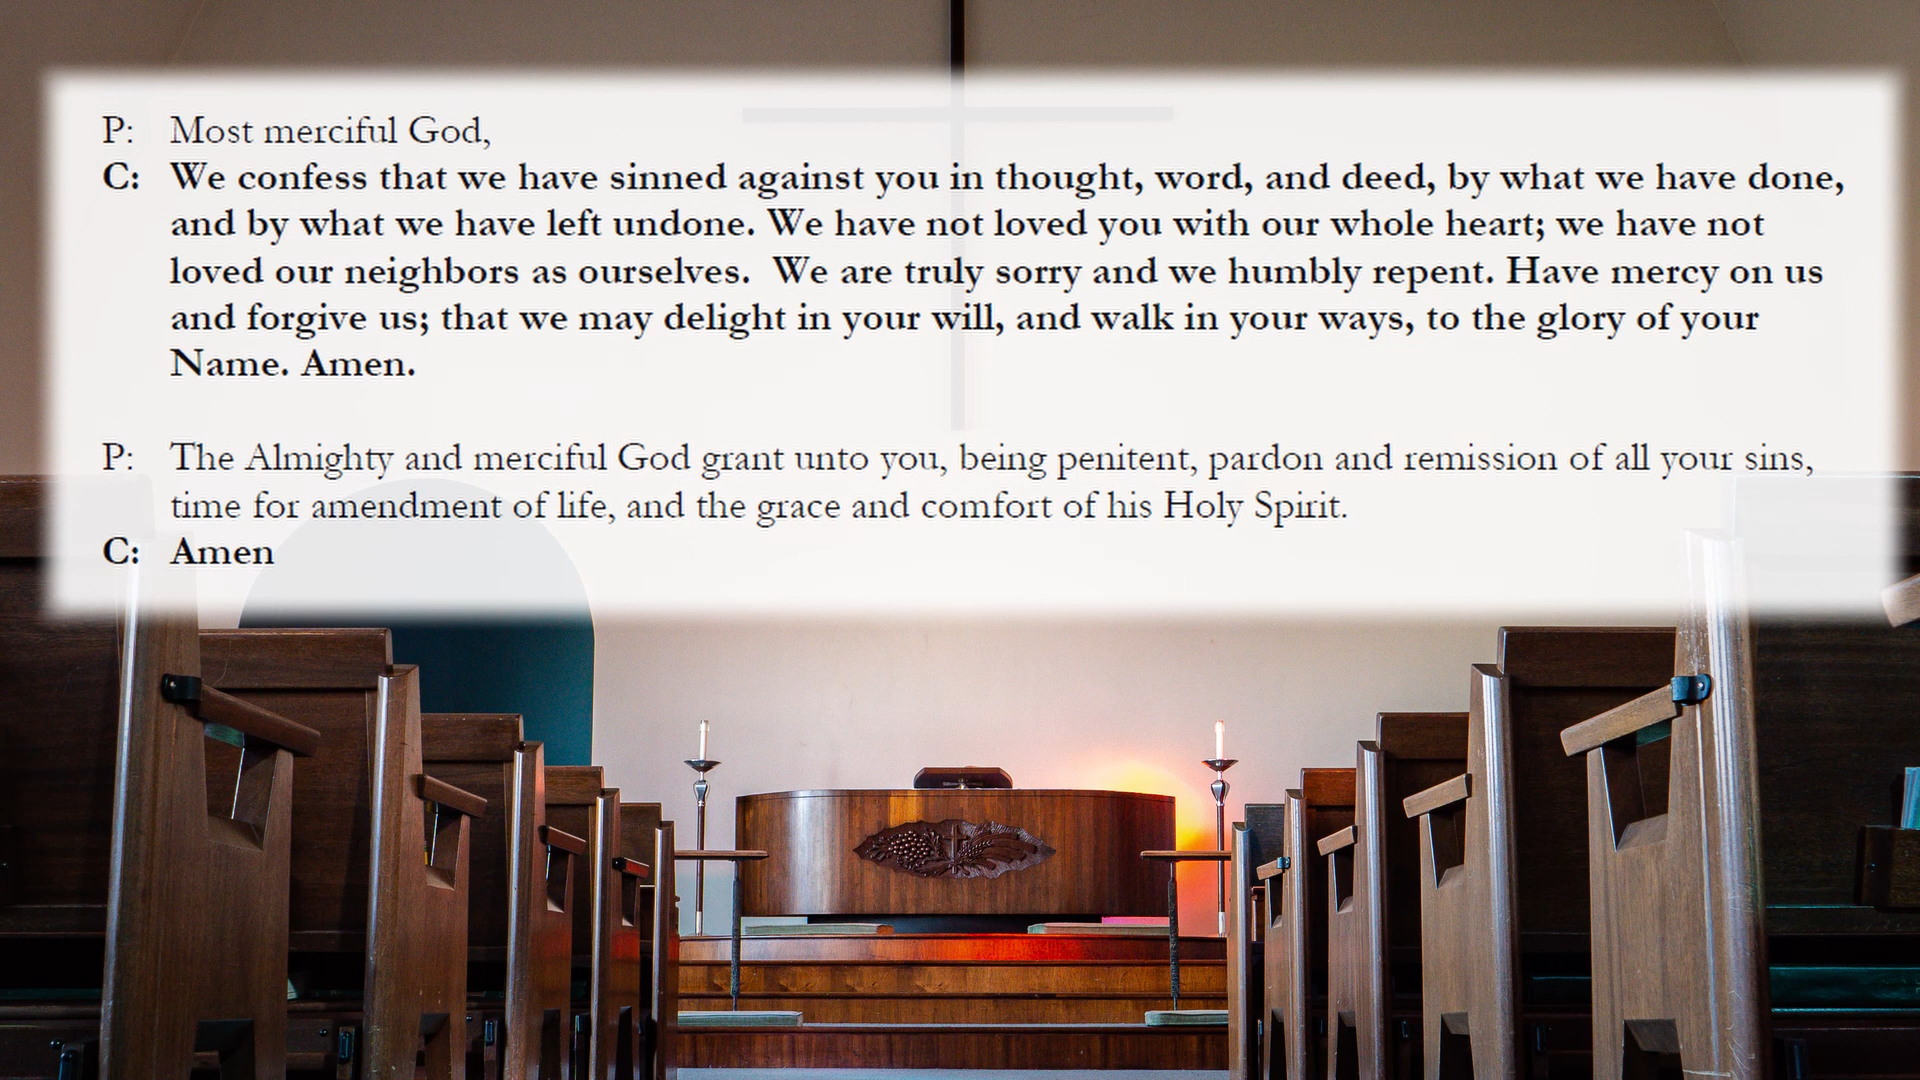 P: Most merciful God,
C: We confess that we have sinned against you in thought, word, and deed, by what we have done,
and by what we have left undone. We have not loved you with our whole heart; we have not
loved our neighbors as ourselves.  We are truly sorry and we humbly repent. Have mercy on us
and forgive us; that we may delight in your will, and walk in your ways, to the glory of your
Name. Amen.
P: The Almighty and merciful God grant unto you, being penitent, pardon and remission of all your sins,
time for amendment of life, and the grace and comfort of his Holy Spirit.
C: Amen